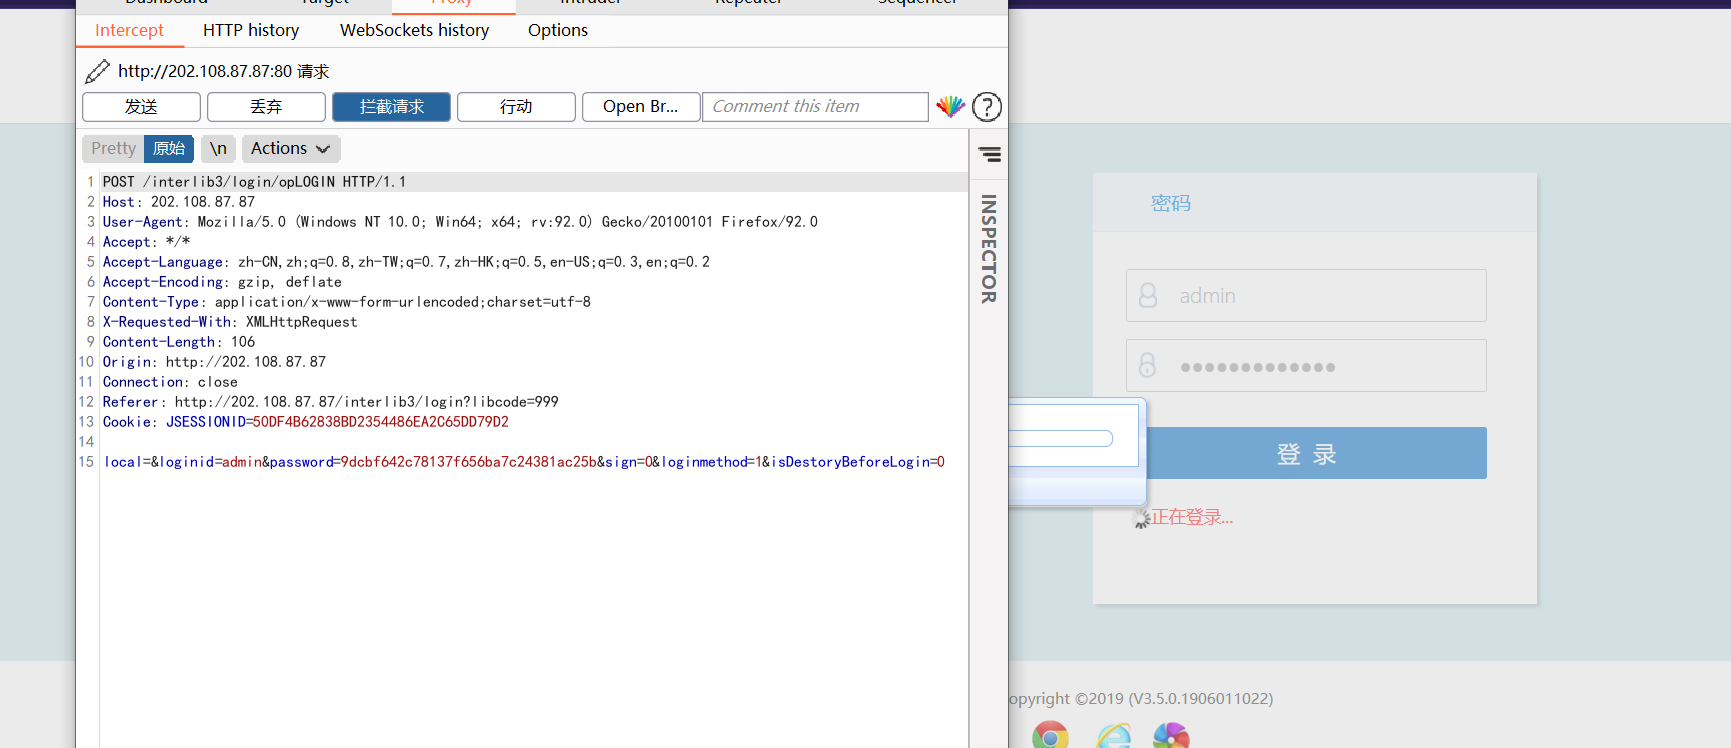 Dashboard Target Proxy Intruder Repeater Sequencer
Intercept HTTP history WebSockets history Options
http://202.108.87.87:80 请求
发送 丢弃 拦截请求 行动 Open Br... Comment this item ?
Pretty 原始 \n Actions
1 POST /interlib3/login/opLOGIN HTTP/1.1
2 Host: 202.108.87.87
3 User-Agent: Mozilla/5.0 (Windows NT 10.0; Win64; x64; rv:92.0) Gecko/20100101 Firefox/92.0
4 Accept: */*
5 Accept-Language: zh-CN,zh;q=0.8,zh-TW;q=0.7,zh-HK;q=0.5,en-US;q=0.3,en;q=0.2
6 Accept-Encoding: gzip, deflate
7 Content-Type: application/x-www-form-urlencoded;charset=utf-8
8 X-Requested-With: XMLHttpRequest
9 Content-Length: 106
10 Origin: http://202.108.87.87
11 Connection: close
12 Referer: http://202.108.87.87/interlib3/login?libcode=999
13 Cookie: JSESSIONID=50DF4B62838BD2354486EA2C65DD79D2
14
15 local=&loginid=admin&password=9dcbf642c78137f656ba7c24381ac25b&sign=0&loginmethod=1&isDestoryBeforeLogin=0
INSPECTOR
密码
admin
•••••••••••••
登 录
正在登录...
opyright ©2019 (V3.5.0.1906011022)